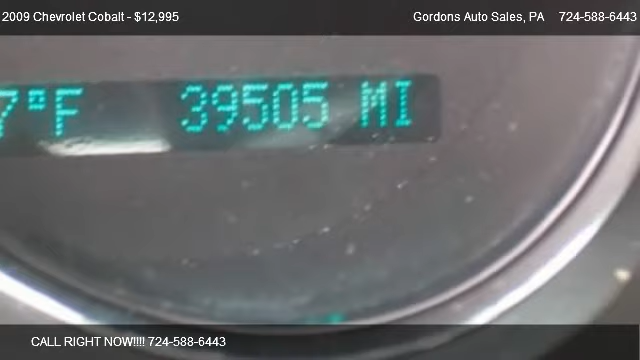 2009 Chevrolet Cobalt - $12,995 Gordons Auto Sales, PA 724-588-6443
7°F 39505 MI
CALL RIGHT NOW!!!! 724-588-6443